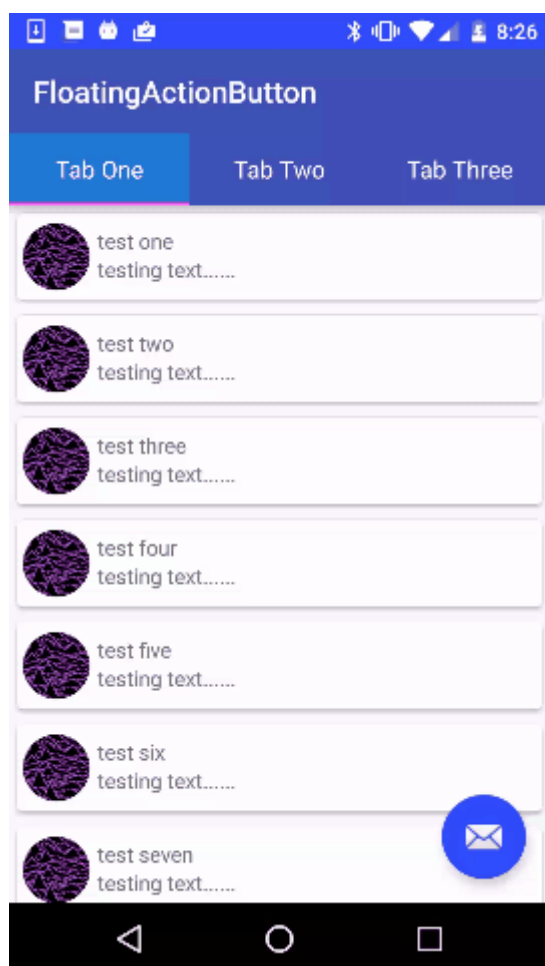 8:26
FloatingActionButton
Tab One Tab Two Tab Three
test one
testing text......
test two
testing text......
test three
testing text......
test four
testing text......
test five
testing text......
test six
testing text......
test seven
testing text......